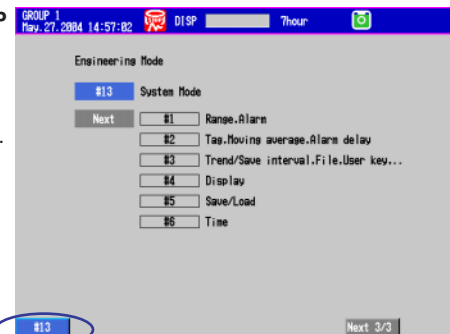 GROUP 1
May.27.2004 14:57:02 DISP 7hour
Engineering Mode
#13 System Mode
Next #1 Range.Alarm
#2 Tag.Moving average.Alarm delay
#3 Trend/Save interval.File.User key...
#4 Display
#5 Save/Load
#6 Time
#13 Next 3/3